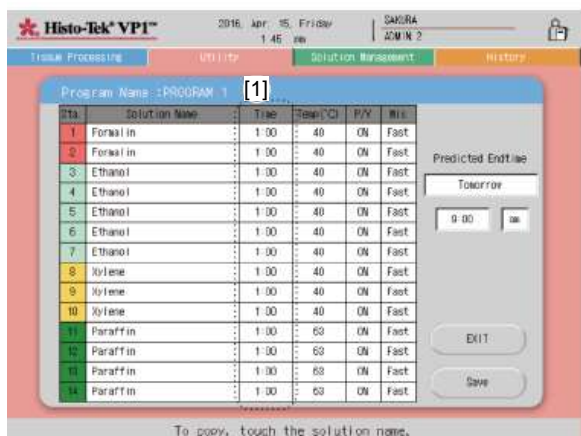 Histo-Tek® VP1™
2016, Apr. 15, Friday
1:45 PM
SAKURA
ADMIN 2
Tissue Processing
Utility
Solution Management
History
Program Name :PROGRAM 1
[1]
Sta. Solution Name Time Temp(°C) P/V Mix
1 Formalin 1:00 40 ON Fast
2 Formalin 1:00 40 ON Fast
3 Ethanol 1:00 40 ON Fast
4 Ethanol 1:00 40 ON Fast
5 Ethanol 1:00 40 ON Fast
6 Ethanol 1:00 40 ON Fast
7 Ethanol 1:00 40 ON Fast
8 Xylene 1:00 40 ON Fast
9 Xylene 1:00 40 ON Fast
10 Xylene 1:00 40 ON Fast
11 Paraffin 1:00 63 ON Fast
12 Paraffin 1:00 63 ON Fast
13 Paraffin 1:00 63 ON Fast
14 Paraffin 1:00 63 ON Fast
Predicted Endtime
Tomorrow
9:00 am
EXIT
Save
To copy, touch the solution name.